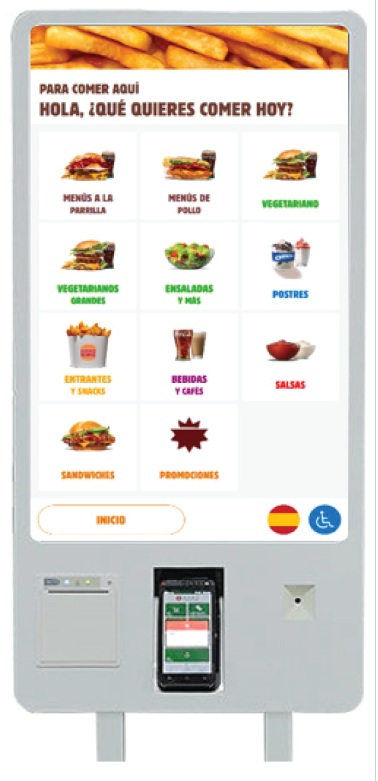 PARA COMER AQUÍ
HOLA, ¿QUÉ QUIERES COMER HOY?
MENÚS A LA
PARRILLA
MENÚS DE
POLLO
VEGETARIANO
VEGETARIANOS
GRANDES
ENSALADAS
Y MÁS
POSTRES
ENTRANTES
Y SNACKS
BEBIDAS
Y CAFÉS
SALSAS
SANDWICHES
PROMOCIONES
INICIO